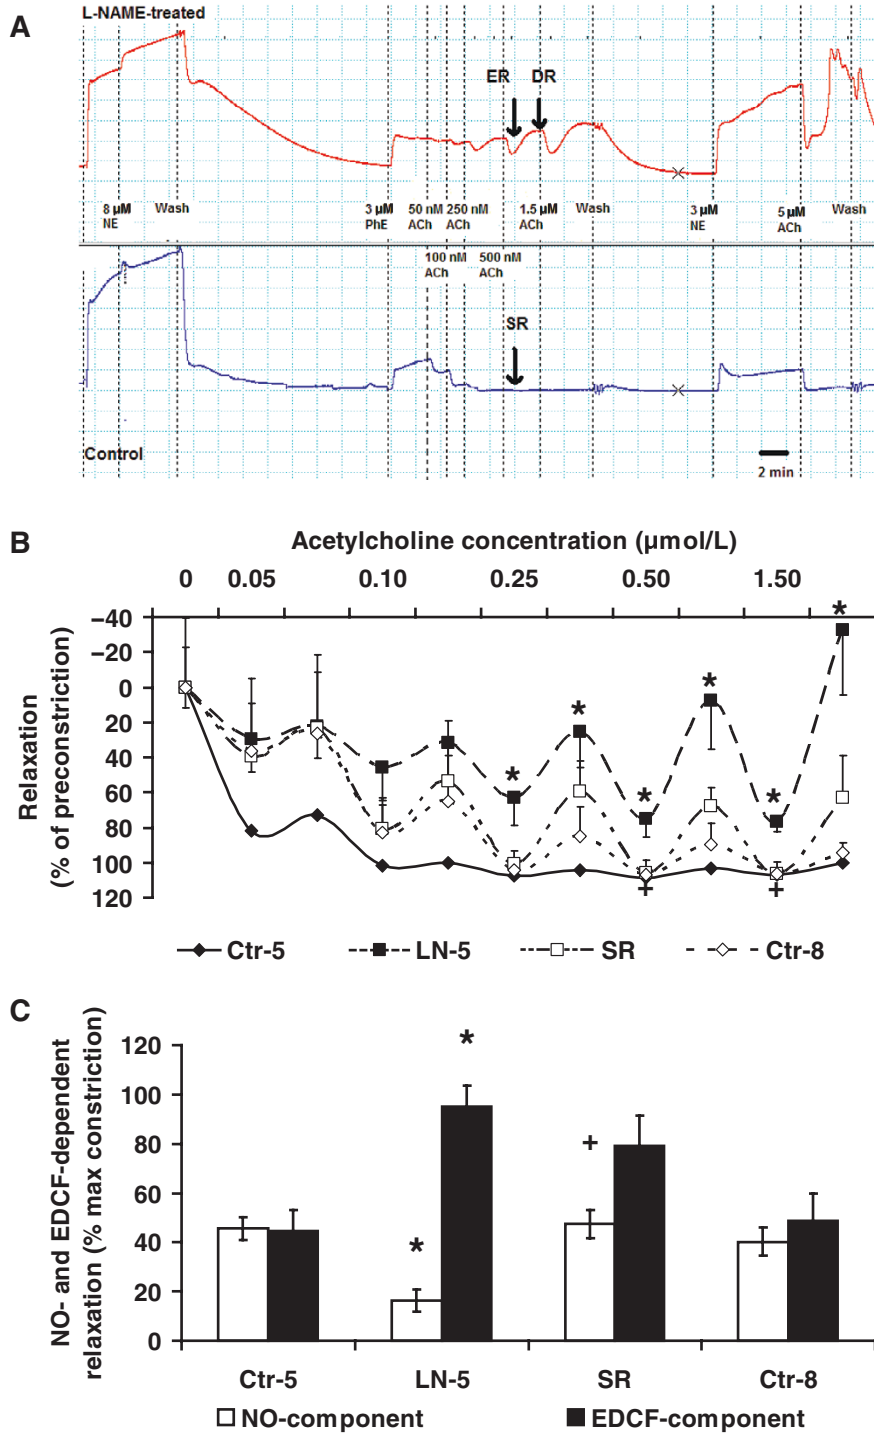 A
L-NAME-treated
ER DR
8 µM Wash 3 µM 50 nM 250 nM 1.5 µM Wash 3 µM 5 µM Wash
NE PhE ACh ACh ACh NE ACh
100 nM 500 nM
ACh ACh
SR
Control
2 min
B
Acetylcholine concentration (µmol/L)
0 0.05 0.10 0.25 0.50 1.50
Relaxation
(% of preconstriction)
−40
−20
0
20
40
60
80
100
120
* * * * * *
+ +
Ctr-5 LN-5 SR Ctr-8
C
NO- and EDCF-dependent
relaxation (% max constriction)
120
100
80
60
40
20
0
*
+
*
Ctr-5 LN-5 SR Ctr-8
NO-component EDCF-component